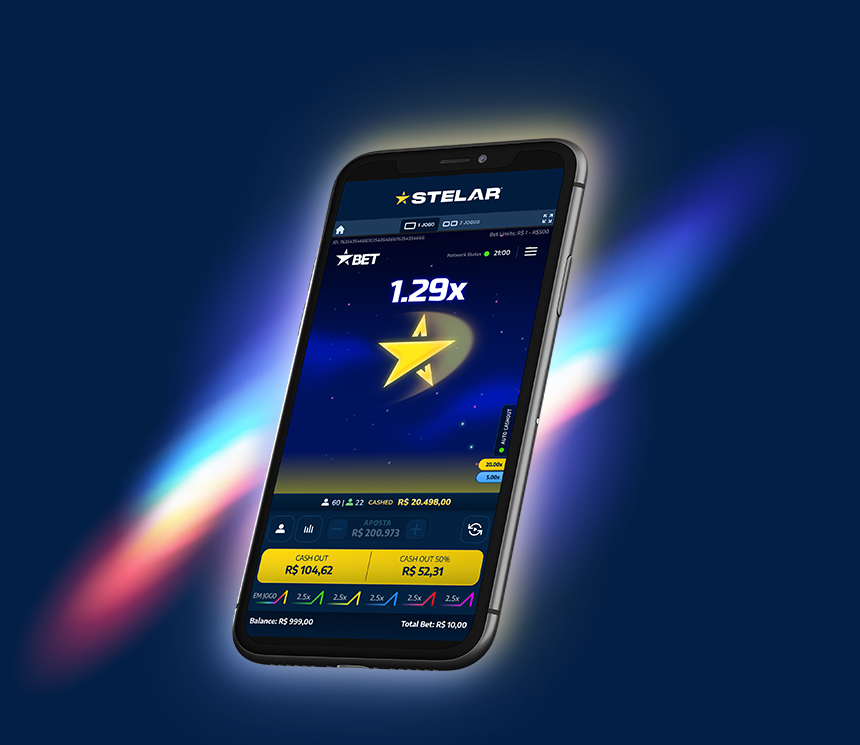 STELAR
1 JOGO 2 JOGOS
Bet Units: R$ 1 - R$500
BET
Network Status 21:00
1.29x
AUTO CASHOUT
20.00x
5.00x
60 | 22 CASHED R$ 20.498,00
APOSTA
R$ 200.973
CASH OUT
R$ 104,62
CASH OUT 50%
R$ 52,31
EM JOGO 2.5x 2.5x 2.5x 2.5x 2.5x
Balance: R$ 999,00
Total Bet: R$ 10,00